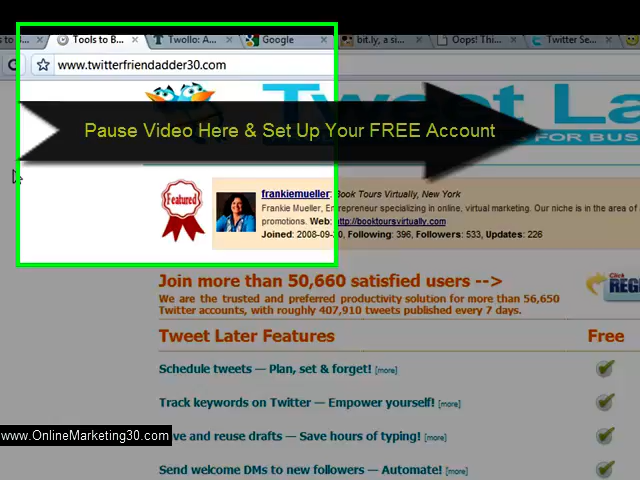 Tools to B...
Twollo: A...
Google
bit.ly, a si...
Oops! Thi...
Twitter Se...
www.twitterfriendadder30.com
Tweet La
Pause Video Here & Set Up Your FREE Account
FOR BUS
Featured
frankiemueller: Book Tours Virtually, New York
Frankie Mueller, Entrepreneur specializing in online, virtual marketing. Our niche is in the area of
promotions. Web: http://booktoursvirtually.com
Joined: 2008-09-30, Following: 396, Followers: 533, Updates: 226
Join more than 50,660 satisfied users -->
Click
REG
We are the trusted and preferred productivity solution for more than 56,650
Twitter accounts, with roughly 407,910 tweets published every 7 days.
Tweet Later Features
Free
Schedule tweets — Plan, set & forget! [more]
Track keywords on Twitter — Empower yourself! [more]
www.OnlineMarketing30.com
ve and reuse drafts — Save hours of typing! [more]
Send welcome DMs to new followers — Automate! [more]